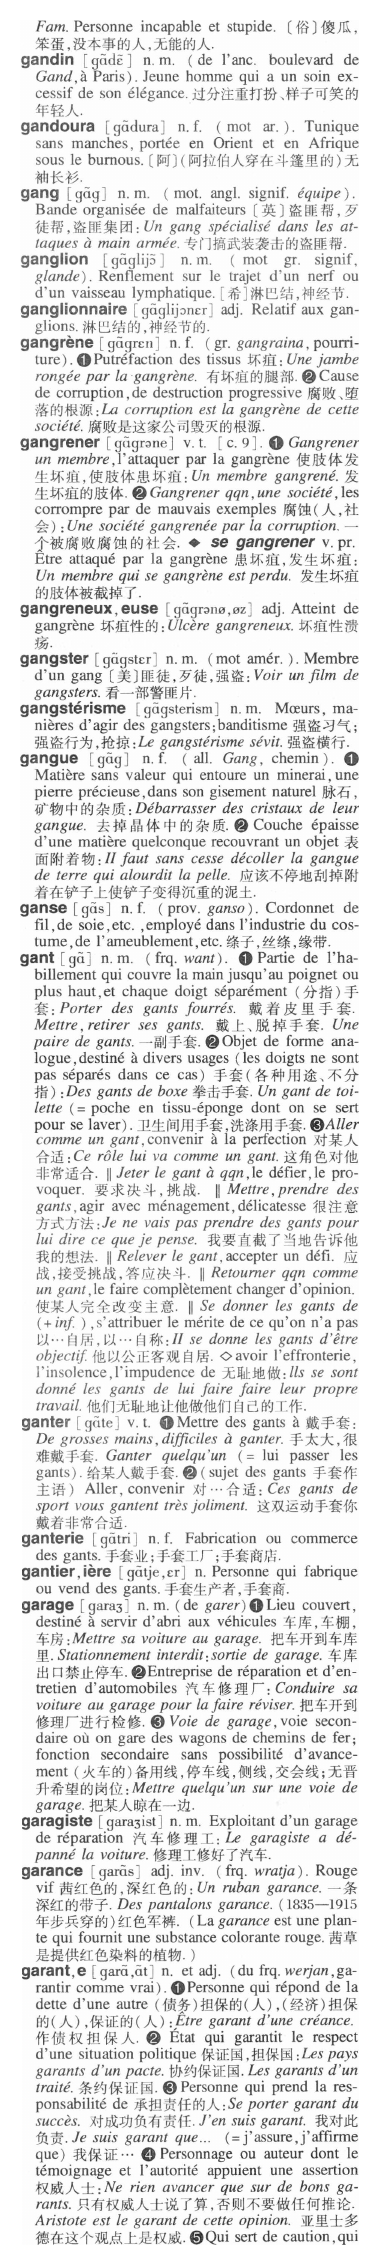 Fam. Personne incapable et stupide. 〔俗〕傻瓜,
笨蛋,没本事的人,无能的人.
gandin [gɑ̃dɛ̃] n. m. (de l'anc. boulevard de
Gand, à Paris). Jeune homme qui a un soin ex-
cessif de son élégance. 过分注重打扮、样子可笑的
年轻人.
gandoura [gɑ̃dura] n. f. (mot ar.). Tunique
sans manches, portée en Orient et en Afrique
sous le burnous. [阿](阿拉伯人穿在斗篷里的)无
袖长衫.
gang [gɑ̃g] n. m. (mot. angl. signif. équipe).
Bande organisée de malfaiteurs [英]盗匪帮,歹
徒帮,盗匪集团:Un gang spécialisé dans les at-
taques à main armée. 专门搞武装袭击的盗匪帮.
ganglion [gɑ̃glijɔ̃] n. m. (mot gr. signif,
glande). Renflement sur le trajet d'un nerf ou
d'un vaisseau lymphatique. [希]淋巴结,神经节.
ganglionnaire [gɑ̃glijɔnɛr] adj. Relatif aux gan-
glions. 淋巴结的,神经节的.
gangrène [gɑ̃grɛn] n. f. (gr. gangraina, pourri-
ture). ❶Putréfaction des tissus 坏疽:Une jambe
rongée par la gangrène. 有坏疽的腿部. ❷Cause
de corruption, de destruction progressive 腐败、堕
落的根源:La corruption est la gangrène de cette
société. 腐败是这家公司毁灭的根源.
gangrener [gɑ̃grəne] v. t. [c. 9]. ❶ Gangrener
un membre, l'attaquer par la gangrène 使肢体发
生坏疽,使肢体患坏疽:Un membre gangrené. 发
生坏疽的肢体. ❷Gangrener qqn, une société, les
corrompre par de mauvais exemples 腐蚀(人,社
会):Une société gangrenée par la corruption. 一
个被腐败腐蚀的社会. ◆ se gangrener v. pr.
Être attaqué par la gangrène 患坏疽,发生坏疽:
Un membre qui se gangrène est perdu. 发生坏疽
的肢体被截掉了.
gangreneux, euse [gɑ̃grənø, øz] adj. Atteint de
gangrène 坏疽性的:Ulcère gangreneux. 坏疽性溃
疡.
gangster [gɑ̃gstɛr] n. m. (mot amér.). Membre
d'un gang [美]匪徒,歹徒,强盗:Voir un film de
gangsters. 看一部警匪片.
gangstérisme [gɑ̃gsterism] n. m. Mœurs, ma-
nières d'agir des gangsters; banditisme 强盗习气;
强盗行为,抢掠:Le gangstérisme sévit. 强盗横行.
gangue [gɑ̃g] n. f. (all. Gang, chemin). ❶
Matière sans valeur qui entoure un minerai, une
pierre précieuse, dans son gisement naturel 脉石,
矿物中的杂质:Débarrasser des cristaux de leur
gangue. 去掉晶体中的杂质. ❷ Couche épaisse
d'une matière quelconque recouvrant un objet 表
面附着物:Il faut sans cesse décoller la gangue
de terre qui alourdit la pelle. 应该不停地刮掉附
着在铲子上使铲子变得沉重的泥土.
ganse [gɑ̃s] n. f. (prov. ganso). Cordonnet de
fil, de soie, etc., employé dans l'industrie du cos-
tume, de l'ameublement, etc. 绦子,丝绦,缘带.
gant [gɑ̃] n. m. (frq. want). ❶ Partie de l'ha-
billement qui couvre la main jusqu'au poignet ou
plus haut, et chaque doigt séparément (分指)手
套:Porter des gants fourrés. 戴着皮里手套.
Mettre, retirer ses gants. 戴上、脱掉手套. Une
paire de gants. 一副手套. ❷Objet de forme ana-
logue, destiné à divers usages (les doigts ne sont
pas séparés dans ce cas) 手套(各种用途、不分
指):Des gants de boxe 拳击手套. Un gant de toi-
lette (= poche en tissu-éponge dont on se sert
pour se laver). 卫生间用手套,洗涤用手套. ❸Aller
comme un gant, convenir à la perfection 对某人
合适:Ce rôle lui va comme un gant. 这角色对他
非常适合. ‖ Jeter le gant à qqn, le défier, le pro-
voquer. 要求决斗,挑战. ‖ Mettre, prendre des
gants, agir avec ménagement, délicatesse 很注意
方式方法:Je ne vais pas prendre des gants pour
lui dire ce que je pense. 我要直截了当地告诉他
我的想法. ‖ Relever le gant, accepter un défi. 应
战,接受挑战,答应决斗. ‖ Retourner qqn comme
un gant, le faire complètement changer d'opinion.
使某人完全改变主意. ‖ Se donner les gants de
(+inf.), s'attribuer le mérite de ce qu'on n'a pas
以…自居,以…自称:Il se donne les gants d'être
objectif. 他以公正客观自居. ◇avoir l'effronterie,
l'insolence, l'impudence de 无耻地做:Ils se sont
donné les gants de lui faire faire leur propre
travail. 他们无耻地让他做他们自己的工作.
ganter [gɑ̃te] v. t. ❶Mettre des gants à 戴手套:
De grosses mains, difficiles à ganter. 手太大,很
难戴手套. Ganter quelqu'un (= lui passer les
gants). 给某人戴手套. ❷(sujet des gants 手套作
主语) Aller, convenir 对…合适:Ces gants de
sport vous gantent très joliment. 这双运动手套你
戴着非常合适.
ganterie [gɑ̃tri] n. f. Fabrication ou commerce
des gants. 手套业;手套工厂;手套商店.
gantier, ière [gɑ̃tje, ɛr] n. Personne qui fabrique
ou vend des gants. 手套生产者,手套商.
garage [garaʒ] n. m. (de garer)❶Lieu couvert,
destiné à servir d'abri aux véhicules 车库,车棚,
车房:Mettre sa voiture au garage. 把车开到车库
里. Stationnement interdit: sortie de garage. 车库
出口禁止停车. ❷Entreprise de réparation et d'en-
tretien d'automobiles 汽车修理厂:Conduire sa
voiture au garage pour la faire réviser. 把车开到
修理厂进行检修. ❸ Voie de garage, voie secon-
daire où on gare des wagons de chemins de fer;
fonction secondaire sans possibilité d'avance-
ment (火车的)备用线,停车线,侧线,交会线;无晋
升希望的岗位:Mettre quelqu'un sur une voie de
garage. 把某人晾在一边.
garagiste [garaʒist] n. m. Exploitant d'un garage
de réparation 汽车修理工:Le garagiste a dé-
panné la voiture. 修理工修好了汽车.
garance [garɑ̃s] adj. inv. (frq. wratja). Rouge
vif 茜红色的,深红色的:Un ruban garance. 一条
深红的带子. Des pantalons garance. (1835—1915
年步兵穿的)红色军裤. (La garance est une plan-
te qui fournit une substance colorante rouge. 茜草
是提供红色染料的植物.)
garant, e [garɑ̃, ɑ̃t] n. et adj. (du frq. werjan, ga-
rantir comme vrai). ❶Personne qui répond de la
dette d'une autre (债务)担保的(人),(经济)担保
的(人),保证的(人):Être garant d'une créance.
作债权担保人. ❷ État qui garantit le respect
d'une situation politique 保证国,担保国:Les pays
garants d'un pacte. 协约保证国. Les garants d'un
traité. 条约保证国. ❸Personne qui prend la res-
ponsabilité de 承担责任的人:Se porter garant du
succès. 对成功负有责任. J'en suis garant. 我对此
负责. Je suis garant que… (=j'assure, j'affirme
que) 我保证… ❹ Personnage ou auteur dont le
témoignage et l'autorité appuient une assertion
权威人士:Ne rien avancer que sur de bons ga-
rants. 只有权威人士说了算,否则不要做任何推论.
Aristote est le garant de cette opinion. 亚里士多
德在这个观点上是权威. ❺Qui sert de caution, qui